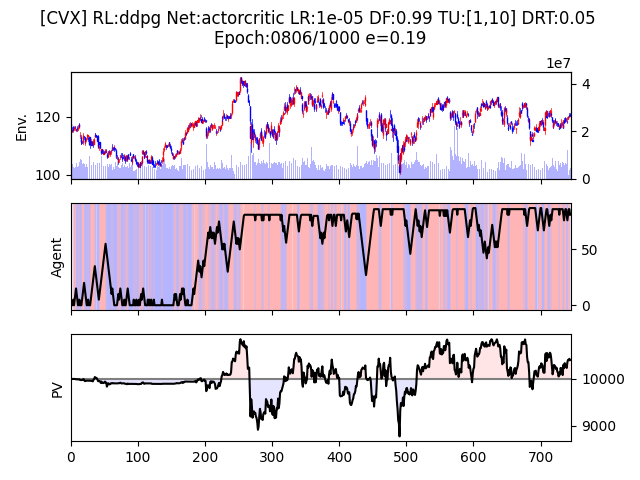 [CVX] RL:ddpg Net:actorcritic LR:1e-05 DF:0.99 TU:[1,10] DRT:0.05
Epoch:0806/1000 e=0.19
1e7
Env.
120
100
4
2
0
Agent
50
0
PV
10000
9000
0 100 200 300 400 500 600 700